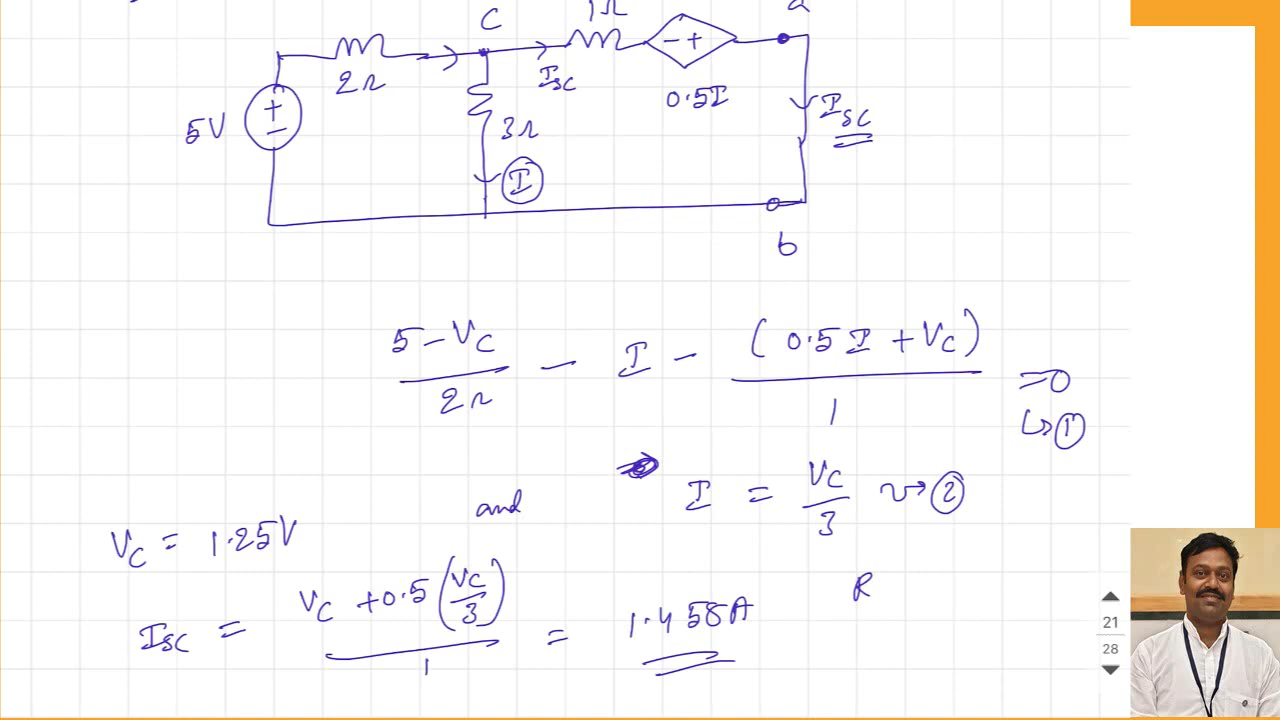 C 1Ω a
2Ω Isc 0.5I
- +
5V + - 3Ω Isc
I
b
5 - Vc / 2Ω - I - (0.5I + Vc) / 1 = 0
↳ ①
and I = Vc / 3 → ②
Vc = 1.25V
Isc = Vc + 0.5 (Vc / 3) / 1 = 1.458A
R
21
28